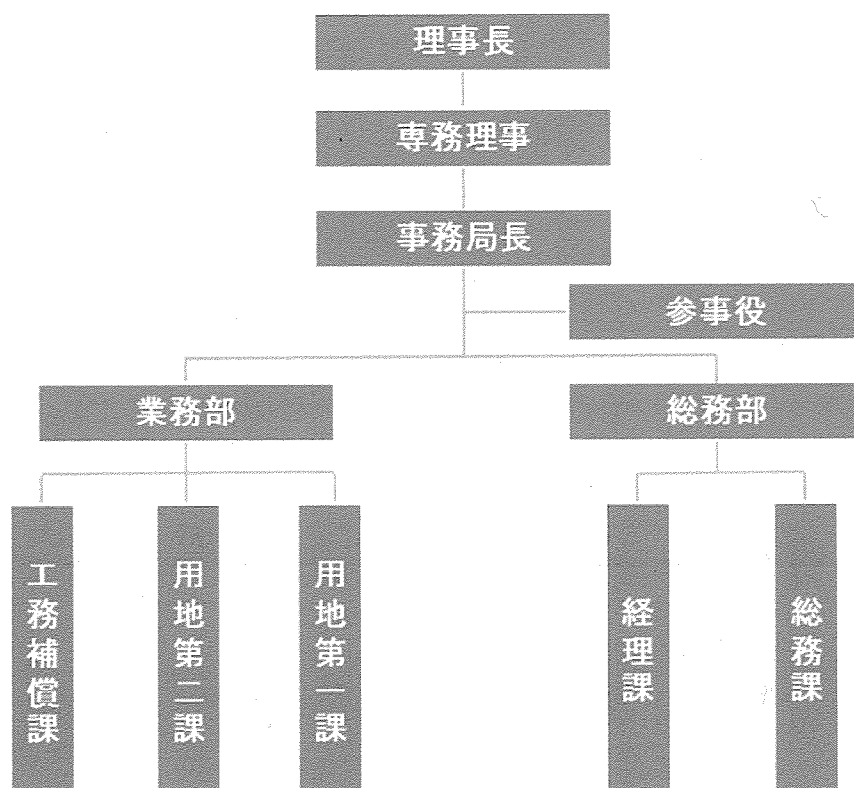 理事長
専務理事
事務局長
参事役
業務部
総務部
工務補償課
用地第二課
用地第一課
経理課
総務課